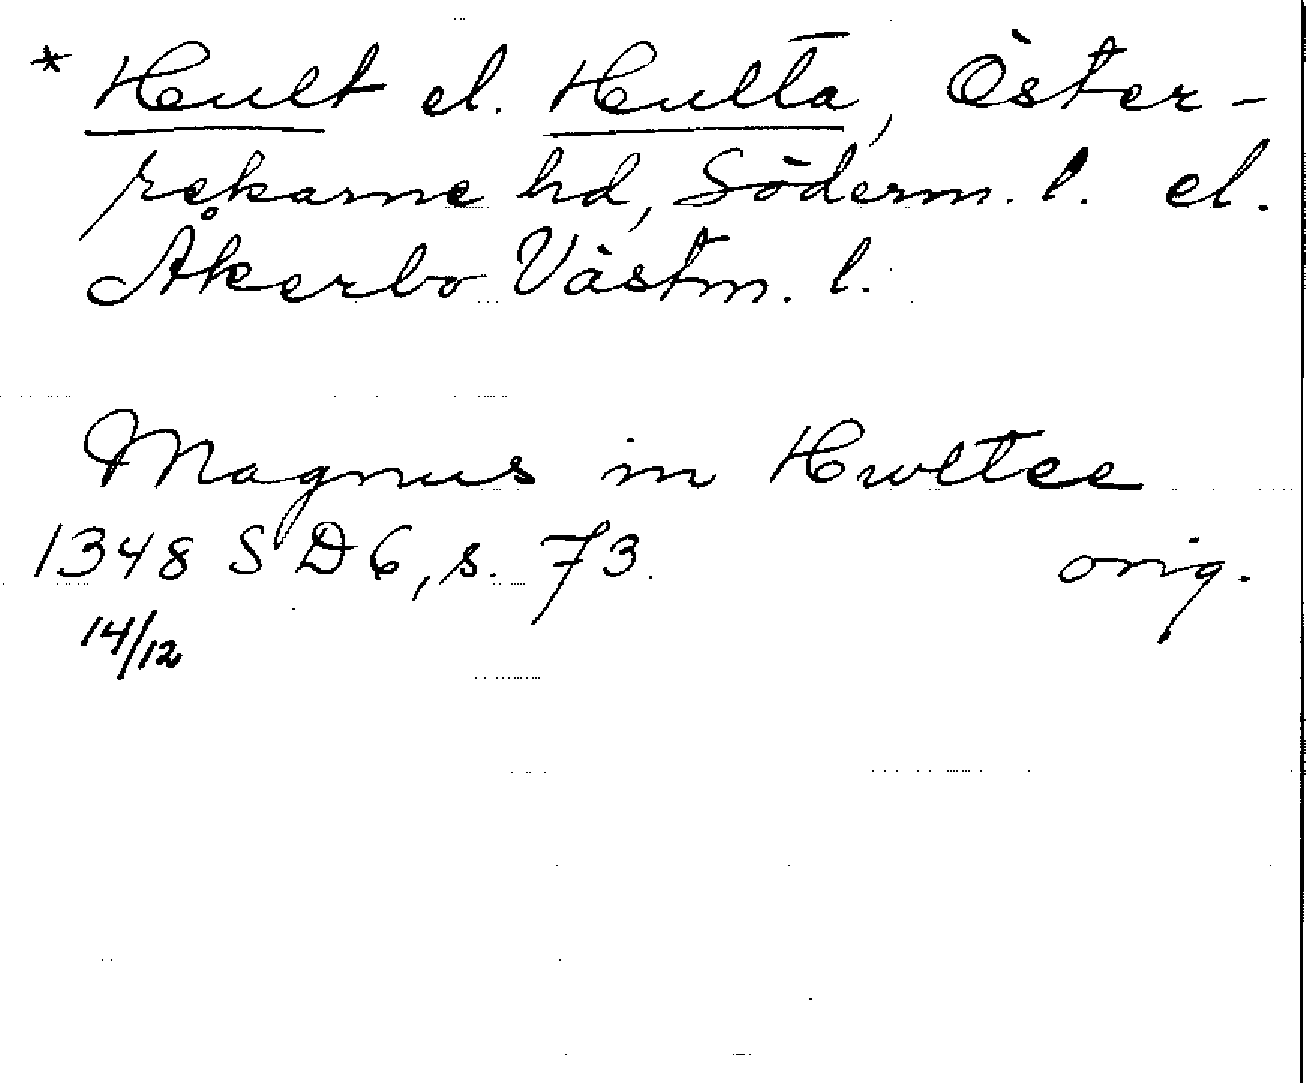 * Hult el. Hulta, Öster-
rekarne hd, Söderm. l. el.
Åkerbo Västm. l.
Magnus in Hwltee
1348 SD6, s. 73. orig.
14/12